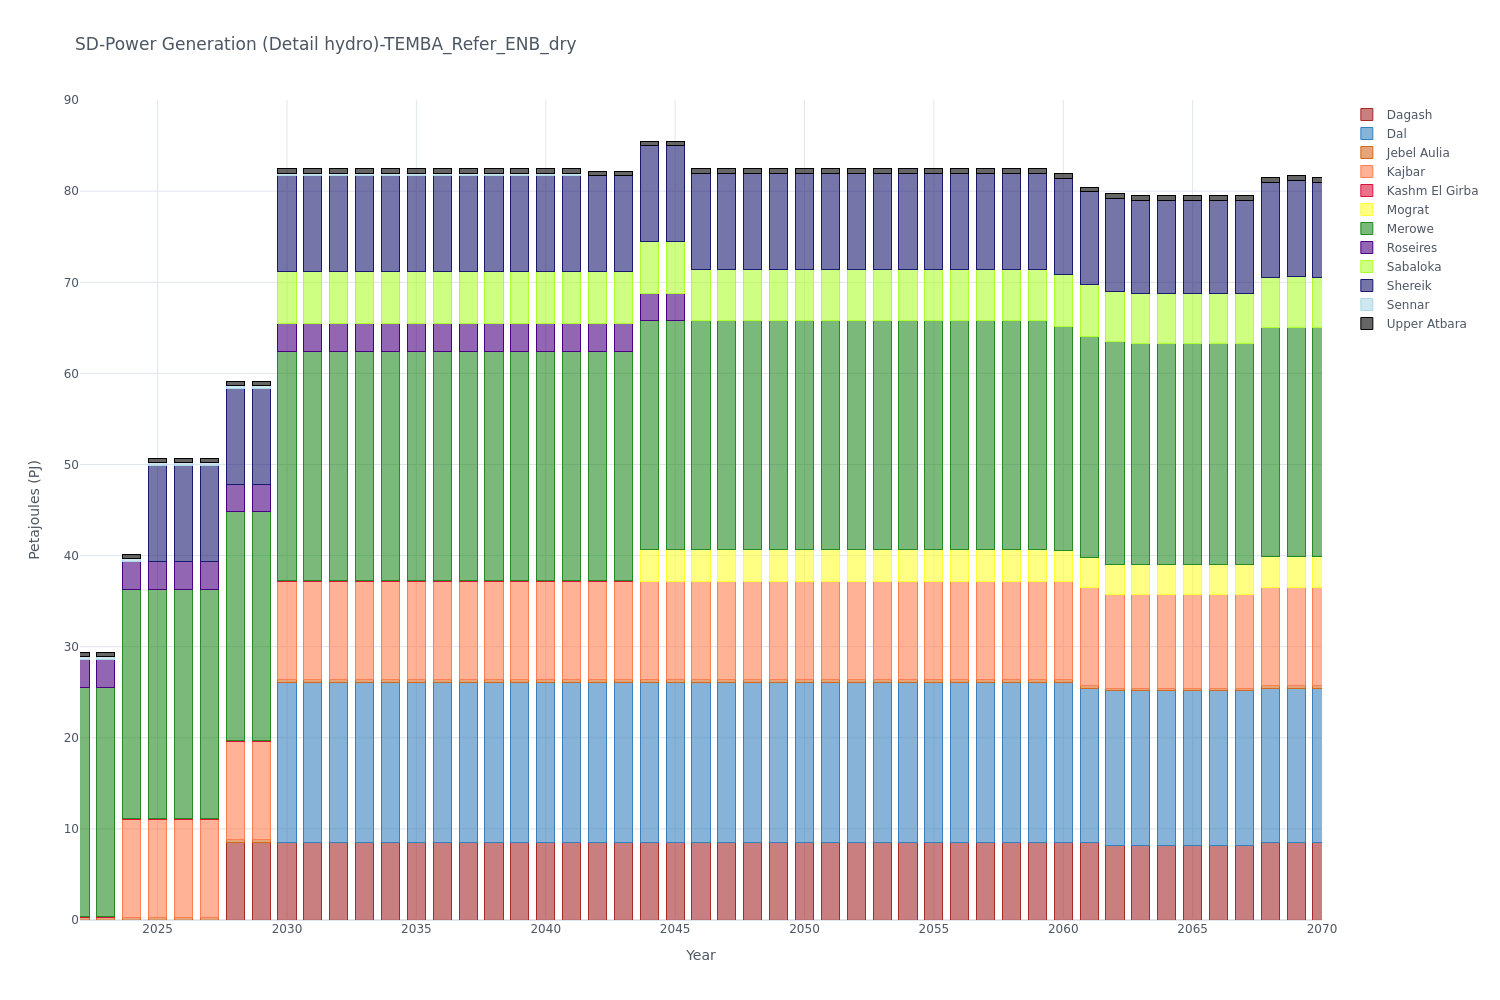 SD-Power Generation (Detail hydro)-TEMBA_Refer_ENB_dry
90
80
70
60
50
40
30
20
10
0
Petajoules (PJ)
2025
2030
2035
2040
2045
2050
2055
2060
2065
2070
Year
Dagash
Dal
Jebel Aulia
Kajbar
Kashm El Girba
Mograt
Merowe
Roseires
Sabaloka
Shereik
Sennar
Upper Atbara